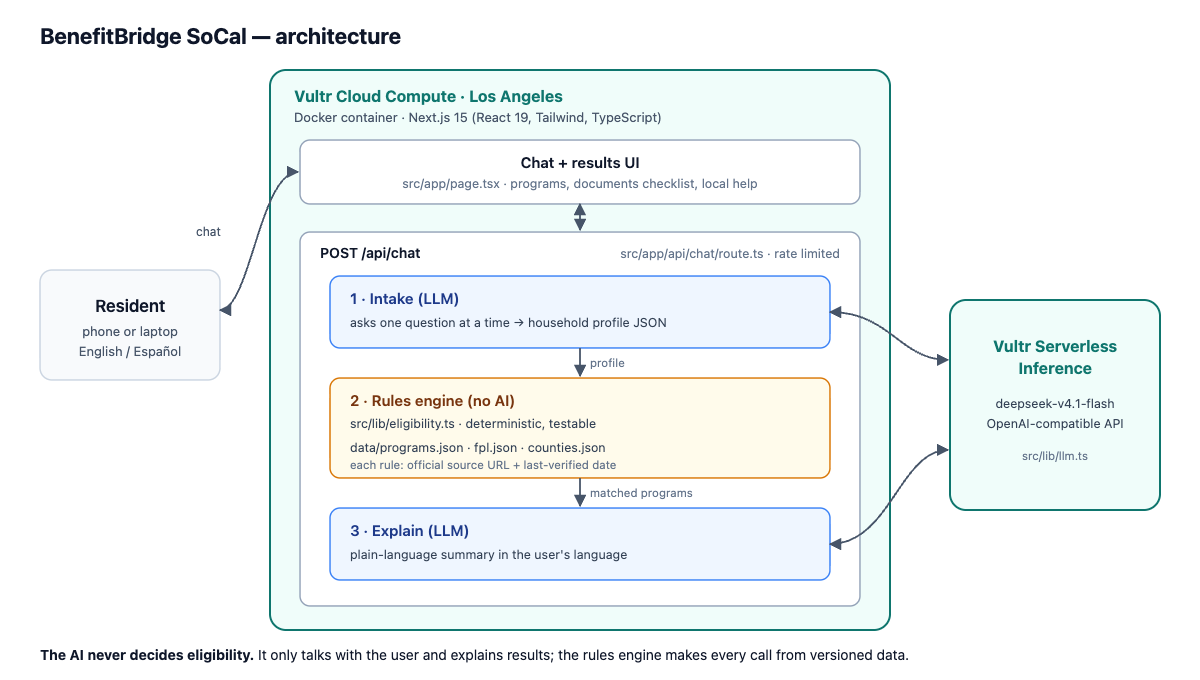 BenefitBridge SoCal — architecture
Vultr Cloud Compute · Los Angeles
Docker container · Next.js 15 (React 19, Tailwind, TypeScript)
Chat + results UI
src/app/page.tsx · programs, documents checklist, local help
chat
Resident
phone or laptop
English / Español
POST /api/chat
src/app/api/chat/route.ts · rate limited
1 · Intake (LLM)
asks one question at a time → household profile JSON
profile
2 · Rules engine (no AI)
src/lib/eligibility.ts · deterministic, testable
data/programs.json · fpl.json · counties.json
each rule: official source URL + last-verified date
matched programs
3 · Explain (LLM)
plain-language summary in the user's language
Vultr Serverless
Inference
deepseek-v4.1-flash
OpenAI-compatible API
src/lib/llm.ts
The AI never decides eligibility. It only talks with the user and explains results; the rules engine makes every call from versioned data.